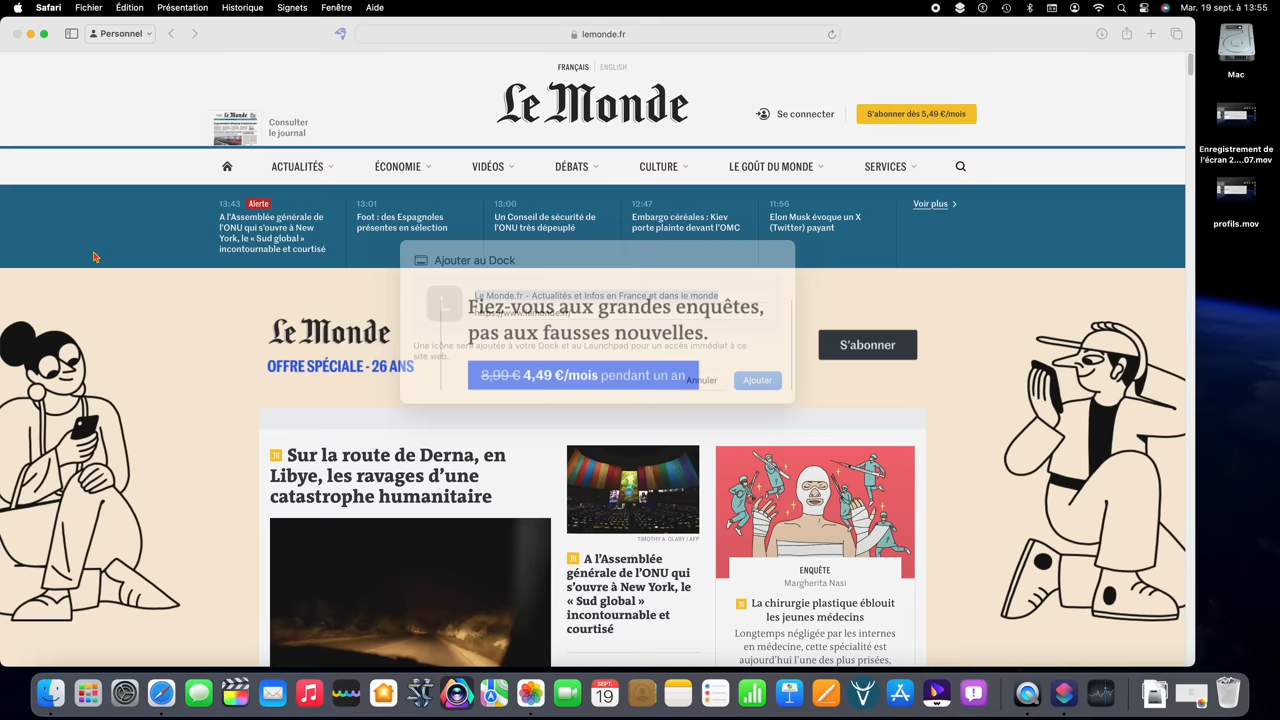 Safari Fichier Édition Présentation Historique Signets Fenêtre Aide
Mar. 19 sept. à 13:55
Personnel
lemonde.fr
FRANÇAIS | ENGLISH
Le Monde
Consulter
le journal
Se connecter
S'abonner dès 5,49 €/mois
ACTUALITÉS ÉCONOMIE VIDÉOS DÉBATS CULTURE LE GOÛT DU MONDE SERVICES
13:43 Alerte
A l'Assemblée générale de
l'ONU qui s'ouvre à New
York, le « Sud global »
incontournable et courtisé
13:01
Foot : des Espagnoles
présentes en sélection
13:00
Un Conseil de sécurité de
l'ONU très dépeuplé
12:47
Embargo céréales : Kiev
porte plainte devant l'OMC
11:56
Elon Musk évoque un X
(Twitter) payant
Voir plus
Ajouter au Dock
L
Le Monde.fr - Actualités et Infos en France et dans le monde
https://www.lemonde.fr/
Une icône sera ajoutée à votre Dock et au Launchpad pour un accès immédiat à ce
site web.
Annuler
Ajouter
Le Monde
OFFRE SPÉCIALE - 26 ANS
Fiez-vous aux grandes enquêtes,
pas aux fausses nouvelles.
8,99 € 4,49 €/mois pendant un an
S'abonner
Sur la route de Derna, en
Libye, les ravages d'une
catastrophe humanitaire
TIMOTHY A. CLARY / AFP
A l'Assemblée
générale de l'ONU qui
s'ouvre à New York, le
« Sud global »
incontournable et
courtisé
ENQUÊTE
Margherita Nasi
La chirurgie plastique éblouit
les jeunes médecins
Longtemps négligée par les internes
en médecine, cette spécialité est
aujourd'hui l'une des plus prisées,
Mac
Enregistrement de
l'écran 2....07.mov
profils.mov
SEPT.
19